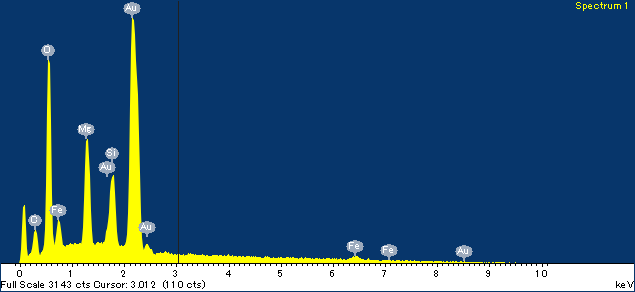 Spectrum 1
Au
O
Mg
Si
Au
Fe
C
Au
Fe
Fe
Au
0 1 2 3 4 5 6 7 8 9 10
Full Scale 3143 cts Cursor: 3.012 (110 cts) keV